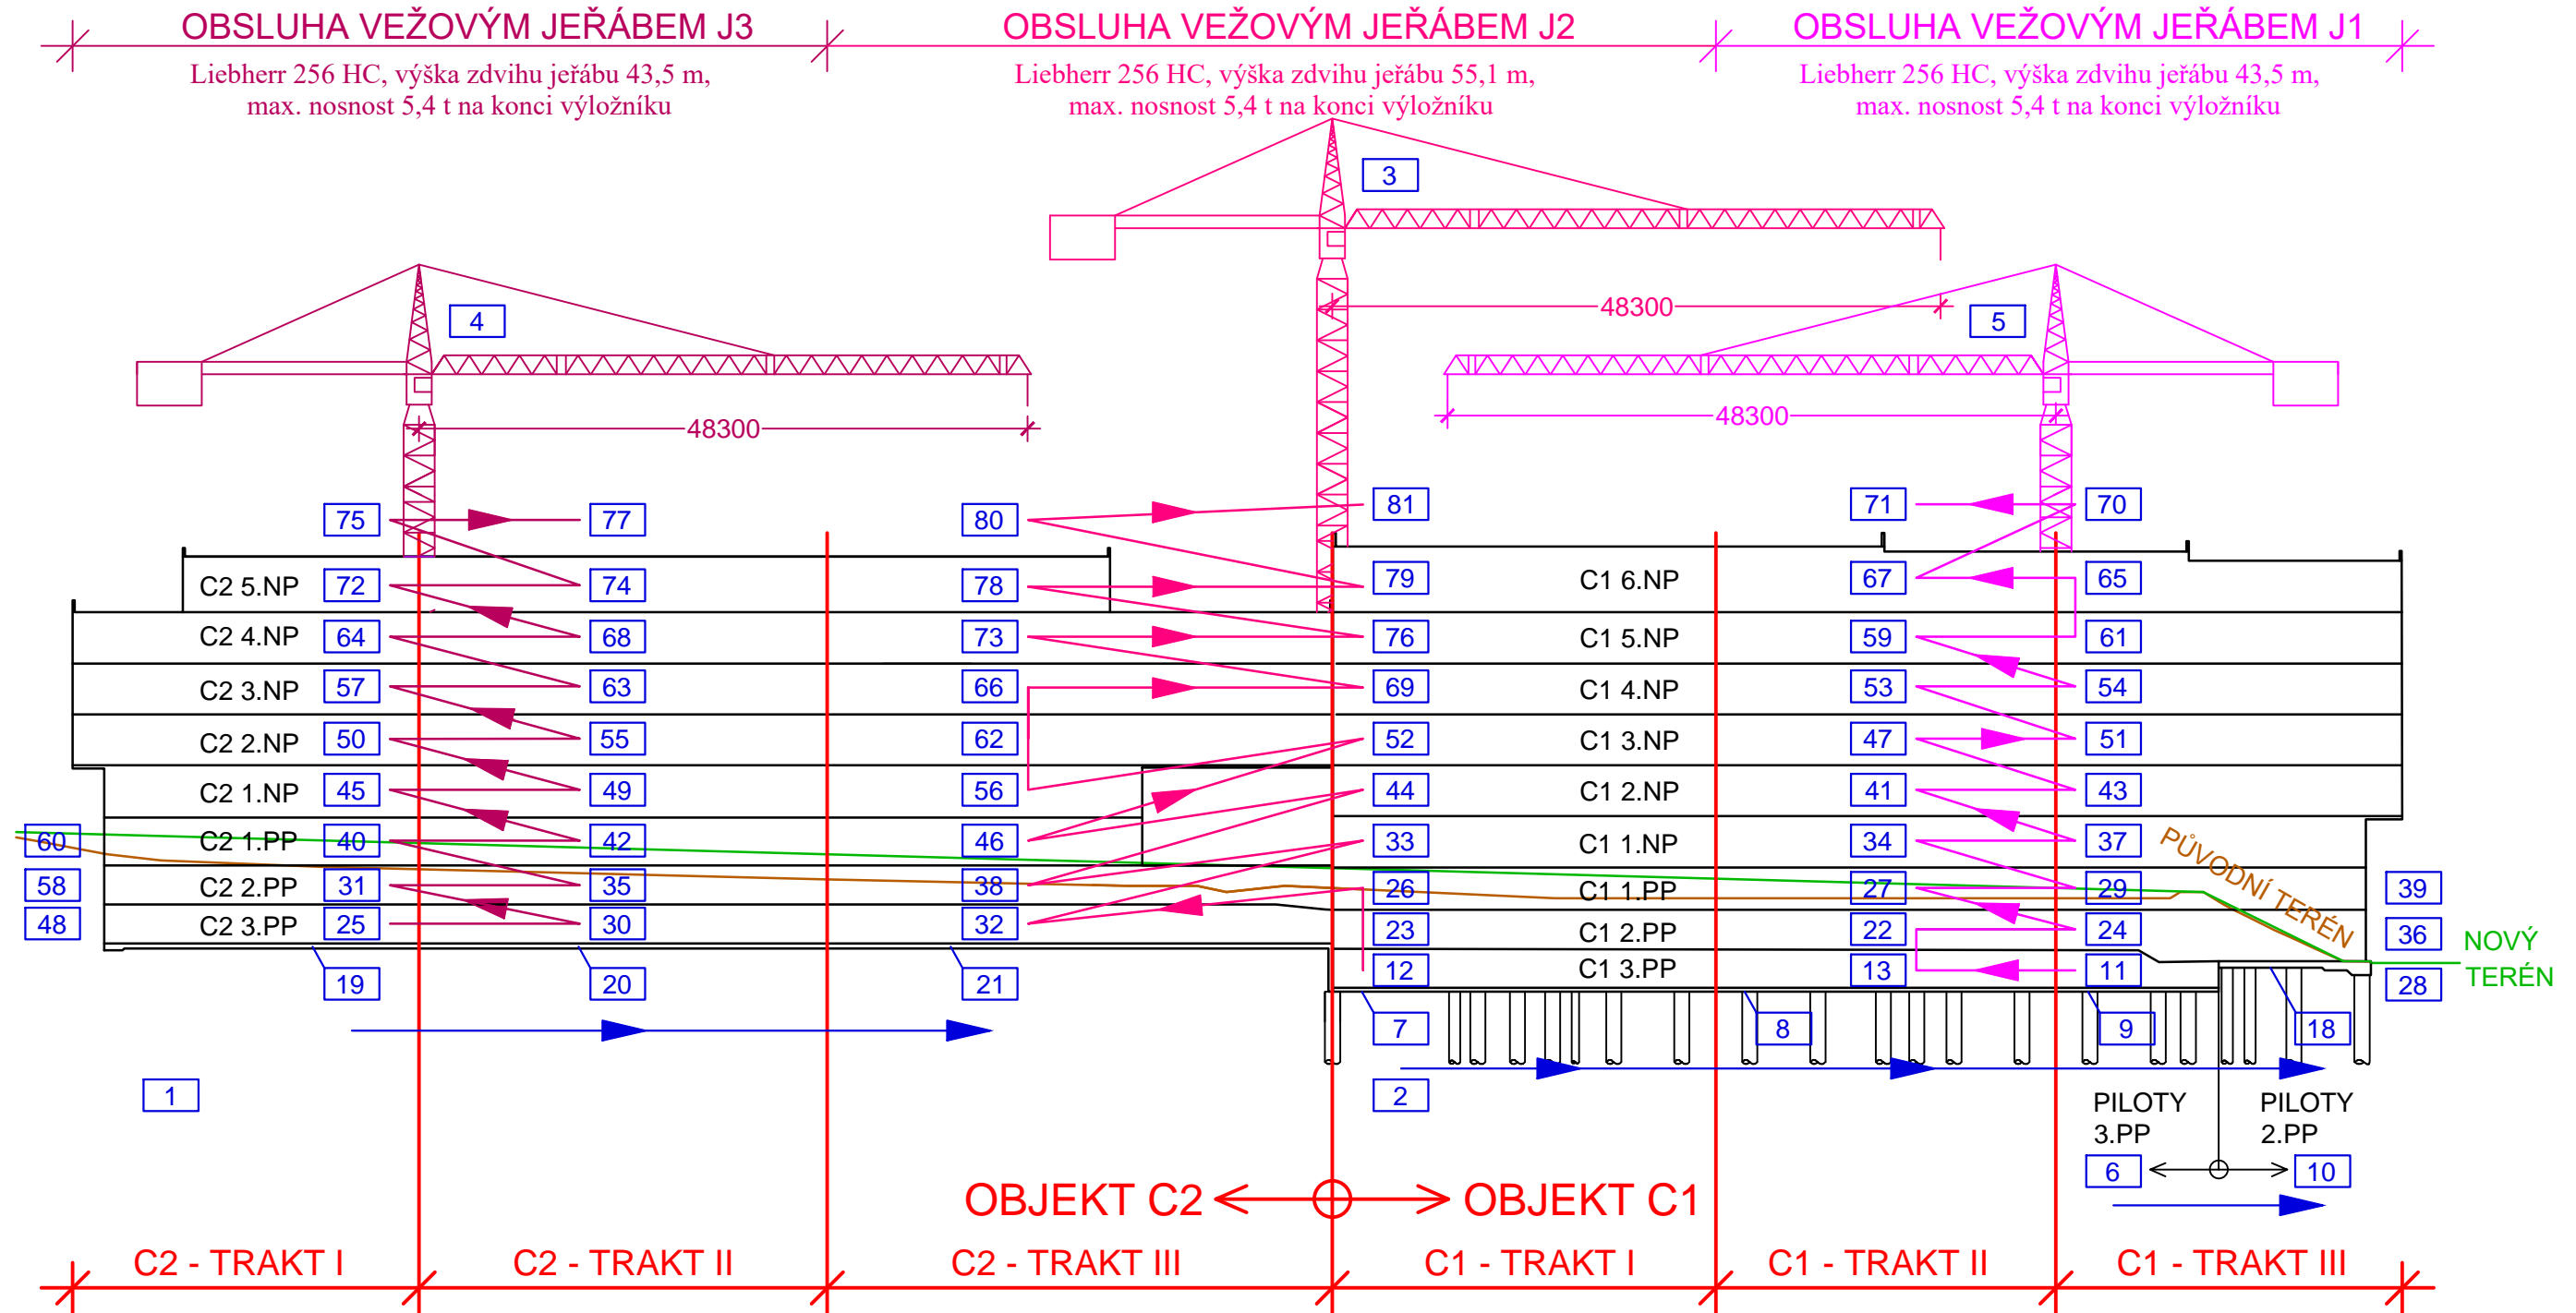 OBSLUHA VEŽOVÝM JEŘÁBEM J3
OBSLUHA VEŽOVÝM JEŘÁBEM J2
OBSLUHA VEŽOVÝM JEŘÁBEM J1
Liebherr 256 HC, výška zdvihu jeřábu 43,5 m,
max. nosnost 5,4 t na konci výložníku
Liebherr 256 HC, výška zdvihu jeřábu 55,1 m,
max. nosnost 5,4 t na konci výložníku
Liebherr 256 HC, výška zdvihu jeřábu 43,5 m,
max. nosnost 5,4 t na konci výložníku
3
4
48300
5
48300
48300
75 77 80 81 71 70
C2 5.NP 72 74 78 79 C1 6.NP 67 65
C2 4.NP 64 68 73 76 C1 5.NP 59 61
C2 3.NP 57 63 66 69 C1 4.NP 53 54
C2 2.NP 50 55 62 52 C1 3.NP 47 51
C2 1.NP 45 49 56 44 C1 2.NP 41 43
60 C2 1.PP 40 42 46 33 C1 1.NP 34 37
PŮVODNÍ TERÉN
58 C2 2.PP 31 35 38 26 C1 1.PP 27 29 39
48 C2 3.PP 25 30 32 23 C1 2.PP 22 24 36
NOVÝ
TERÉN
12 C1 3.PP 13 11 28
19 20 21
7 8 9 18
1 2
PILOTY
3.PP
PILOTY
2.PP
6 10
OBJEKT C2 OBJEKT C1
C2 - TRAKT I C2 - TRAKT II C2 - TRAKT III C1 - TRAKT I C1 - TRAKT II C1 - TRAKT III